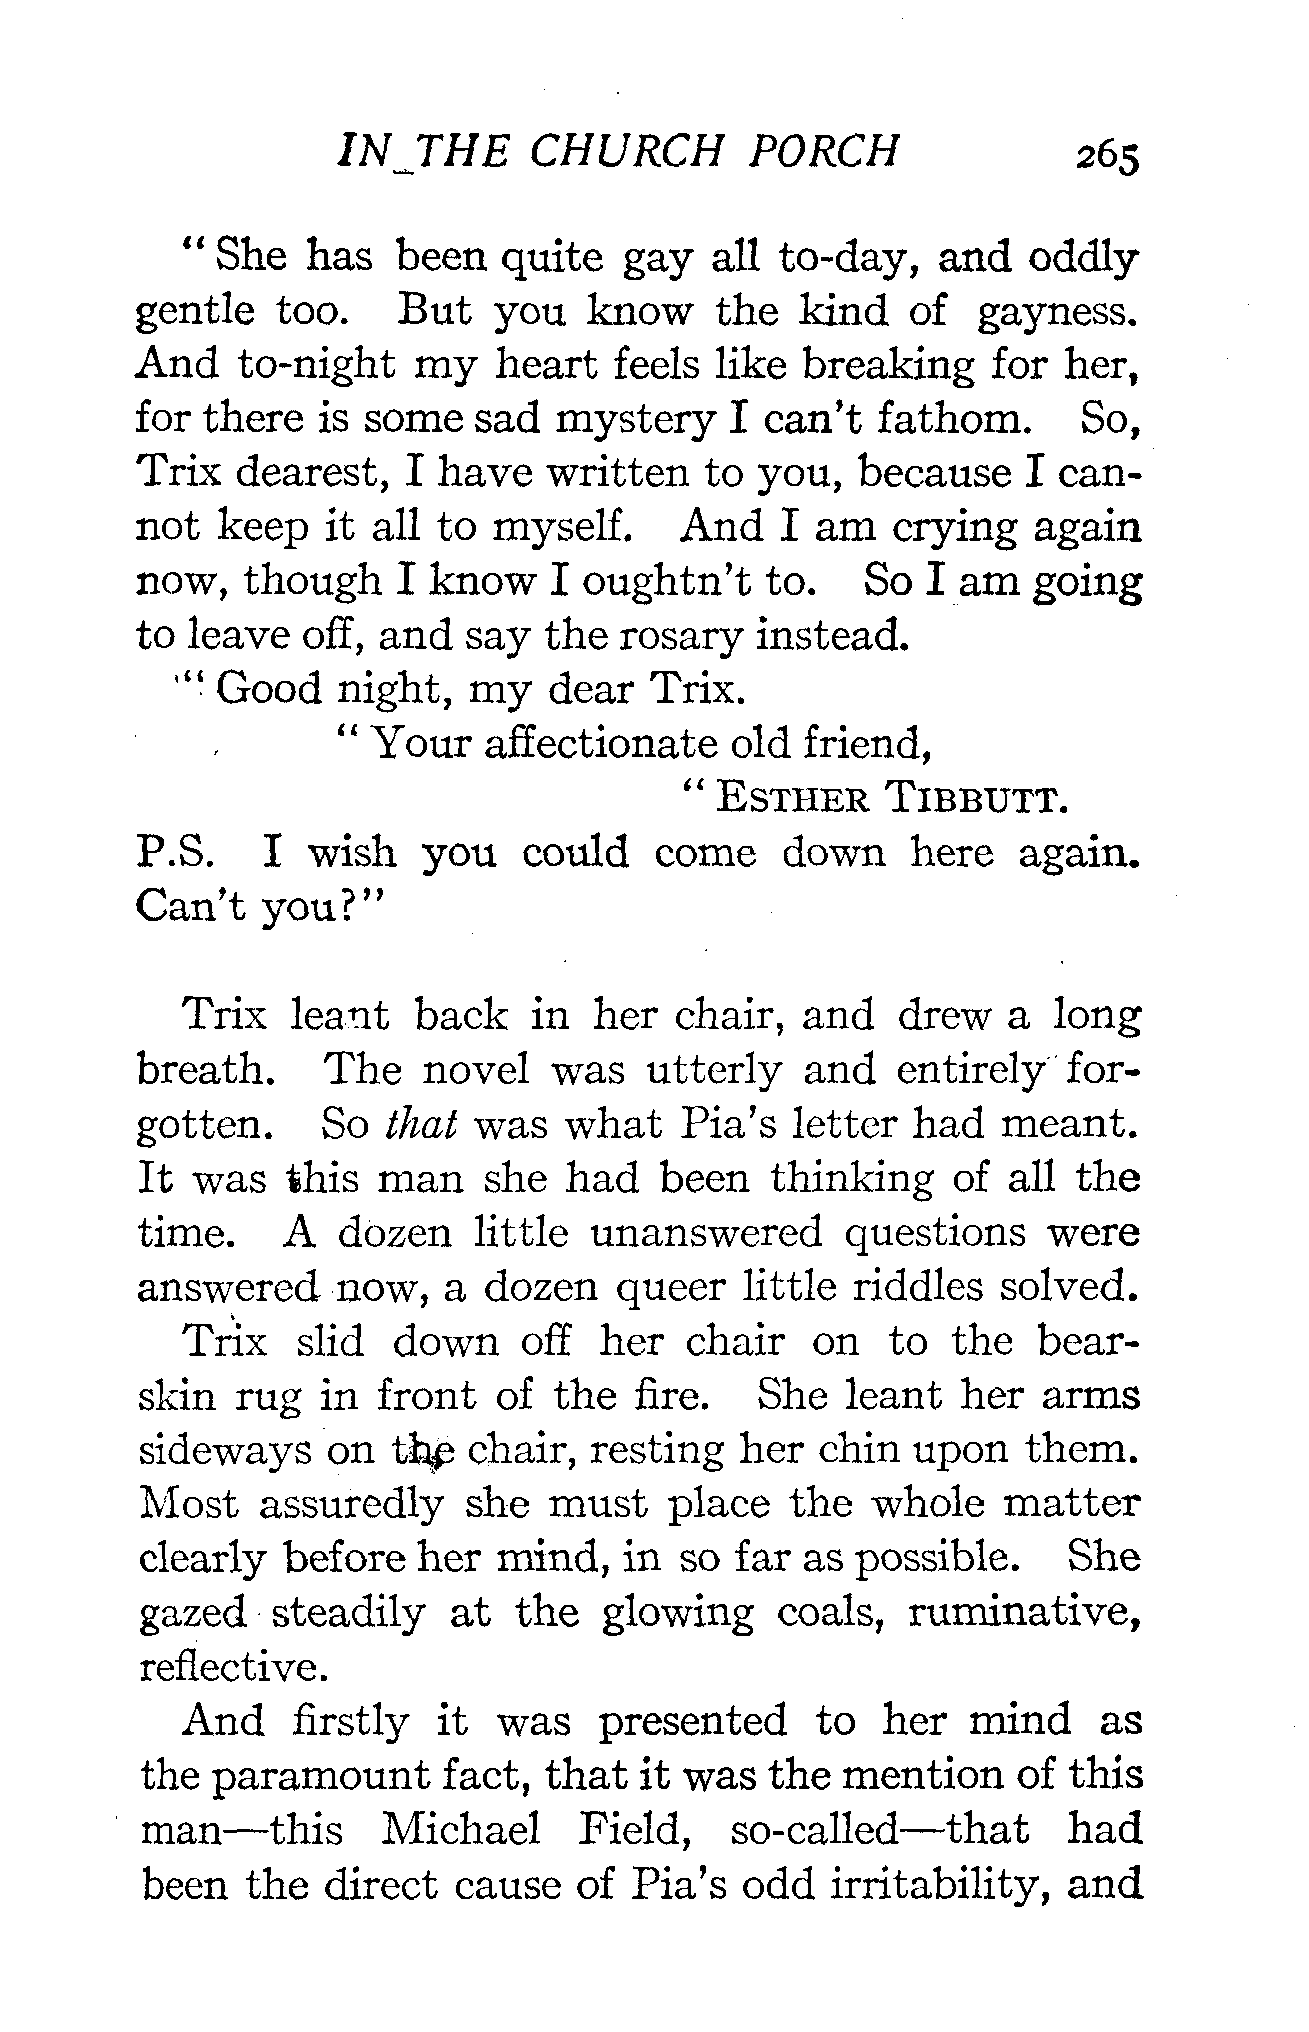 IN THE CHURCH PORCH 265
“ She has been quite gay all to-day, and oddly
gentle too. But you know the kind of gayness.
And to-night my heart feels like breaking for her,
for there is some sad mystery I can’t fathom. So,
Trix dearest, I have written to you, because I can-
not keep it all to myself. And I am crying again
now, though I know I oughtn’t to. So I am going
to leave off, and say the rosary instead.
“ Good night, my dear Trix.
“ Your affectionate old friend,
“ ESTHER TIBBUTT.
P.S. I wish you could come down here again.
Can’t you?”
Trix leant back in her chair, and drew a long
breath. The novel was utterly and entirely for-
gotten. So that was what Pia’s letter had meant.
It was this man she had been thinking of all the
time. A dozen little unanswered questions were
answered now, a dozen queer little riddles solved.
Trix slid down off her chair on to the bear-
skin rug in front of the fire. She leant her arms
sideways on the chair, resting her chin upon them.
Most assuredly she must place the whole matter
clearly before her mind, in so far as possible. She
gazed steadily at the glowing coals, ruminative,
reflective.
And firstly it was presented to her mind as
the paramount fact, that it was the mention of this
man—this Michael Field, so-called—that had
been the direct cause of Pia’s odd irritability, and